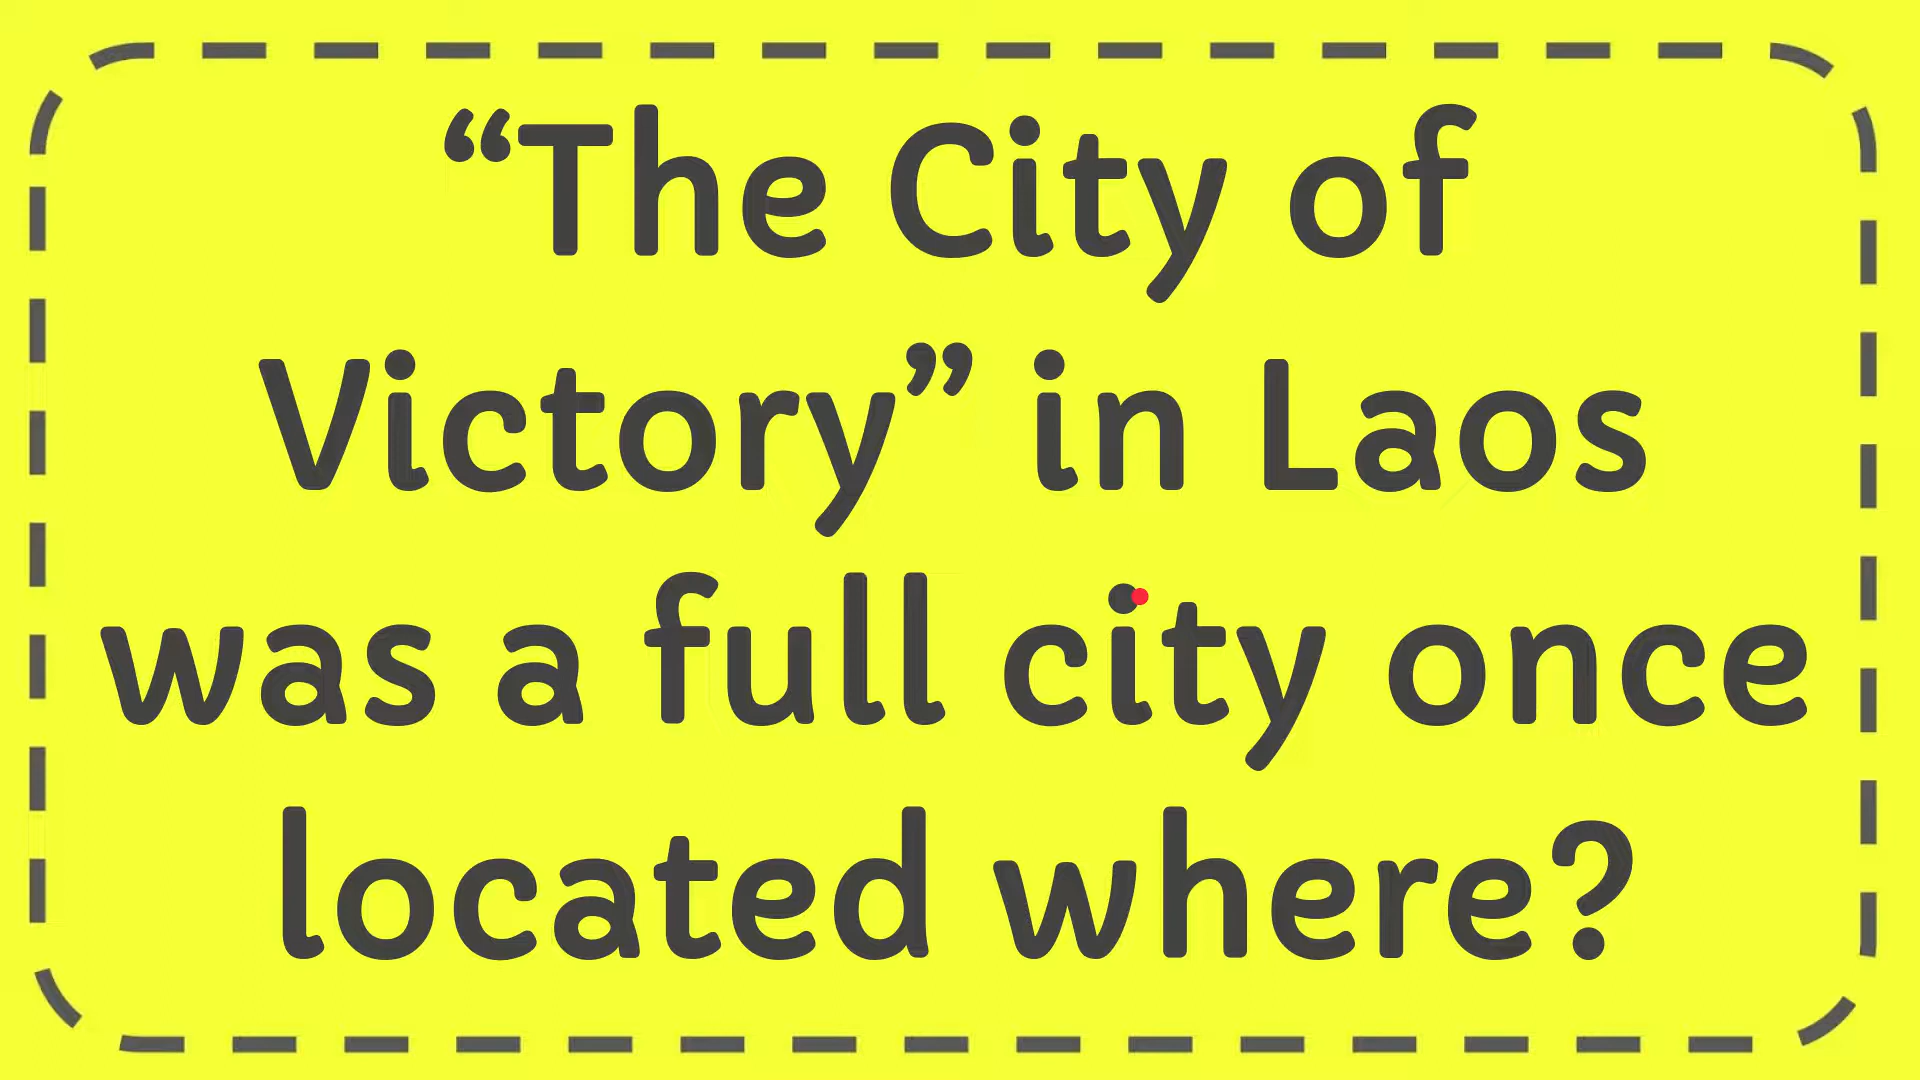 “The City of
Victory” in Laos
was a full city once
located where?